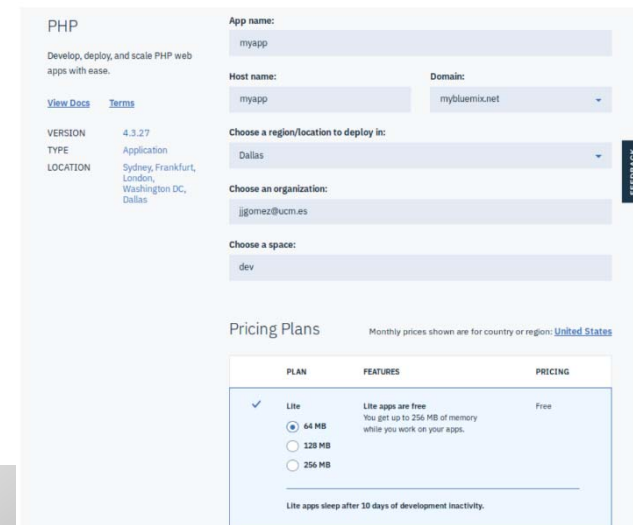 PHP
Develop, deploy, and scale PHP web
apps with ease.
View Docs Terms
VERSION 4.3.27
TYPE Application
LOCATION Sydney, Frankfurt,
London,
Washington DC,
Dallas
App name:
myapp
Host name: Domain:
myapp mybluemix.net
Choose a region/location to deploy in:
Dallas
Choose an organization:
jjgomez@ucm.es
Choose a space:
dev
FEEDBACK
Pricing Plans Monthly prices shown are for country or region: United States
PLAN FEATURES PRICING
Lite Lite apps are free Free
You get up to 256 MB of memory
64 MB while you work on your apps.
128 MB
256 MB
Lite apps sleep after 10 days of development inactivity.